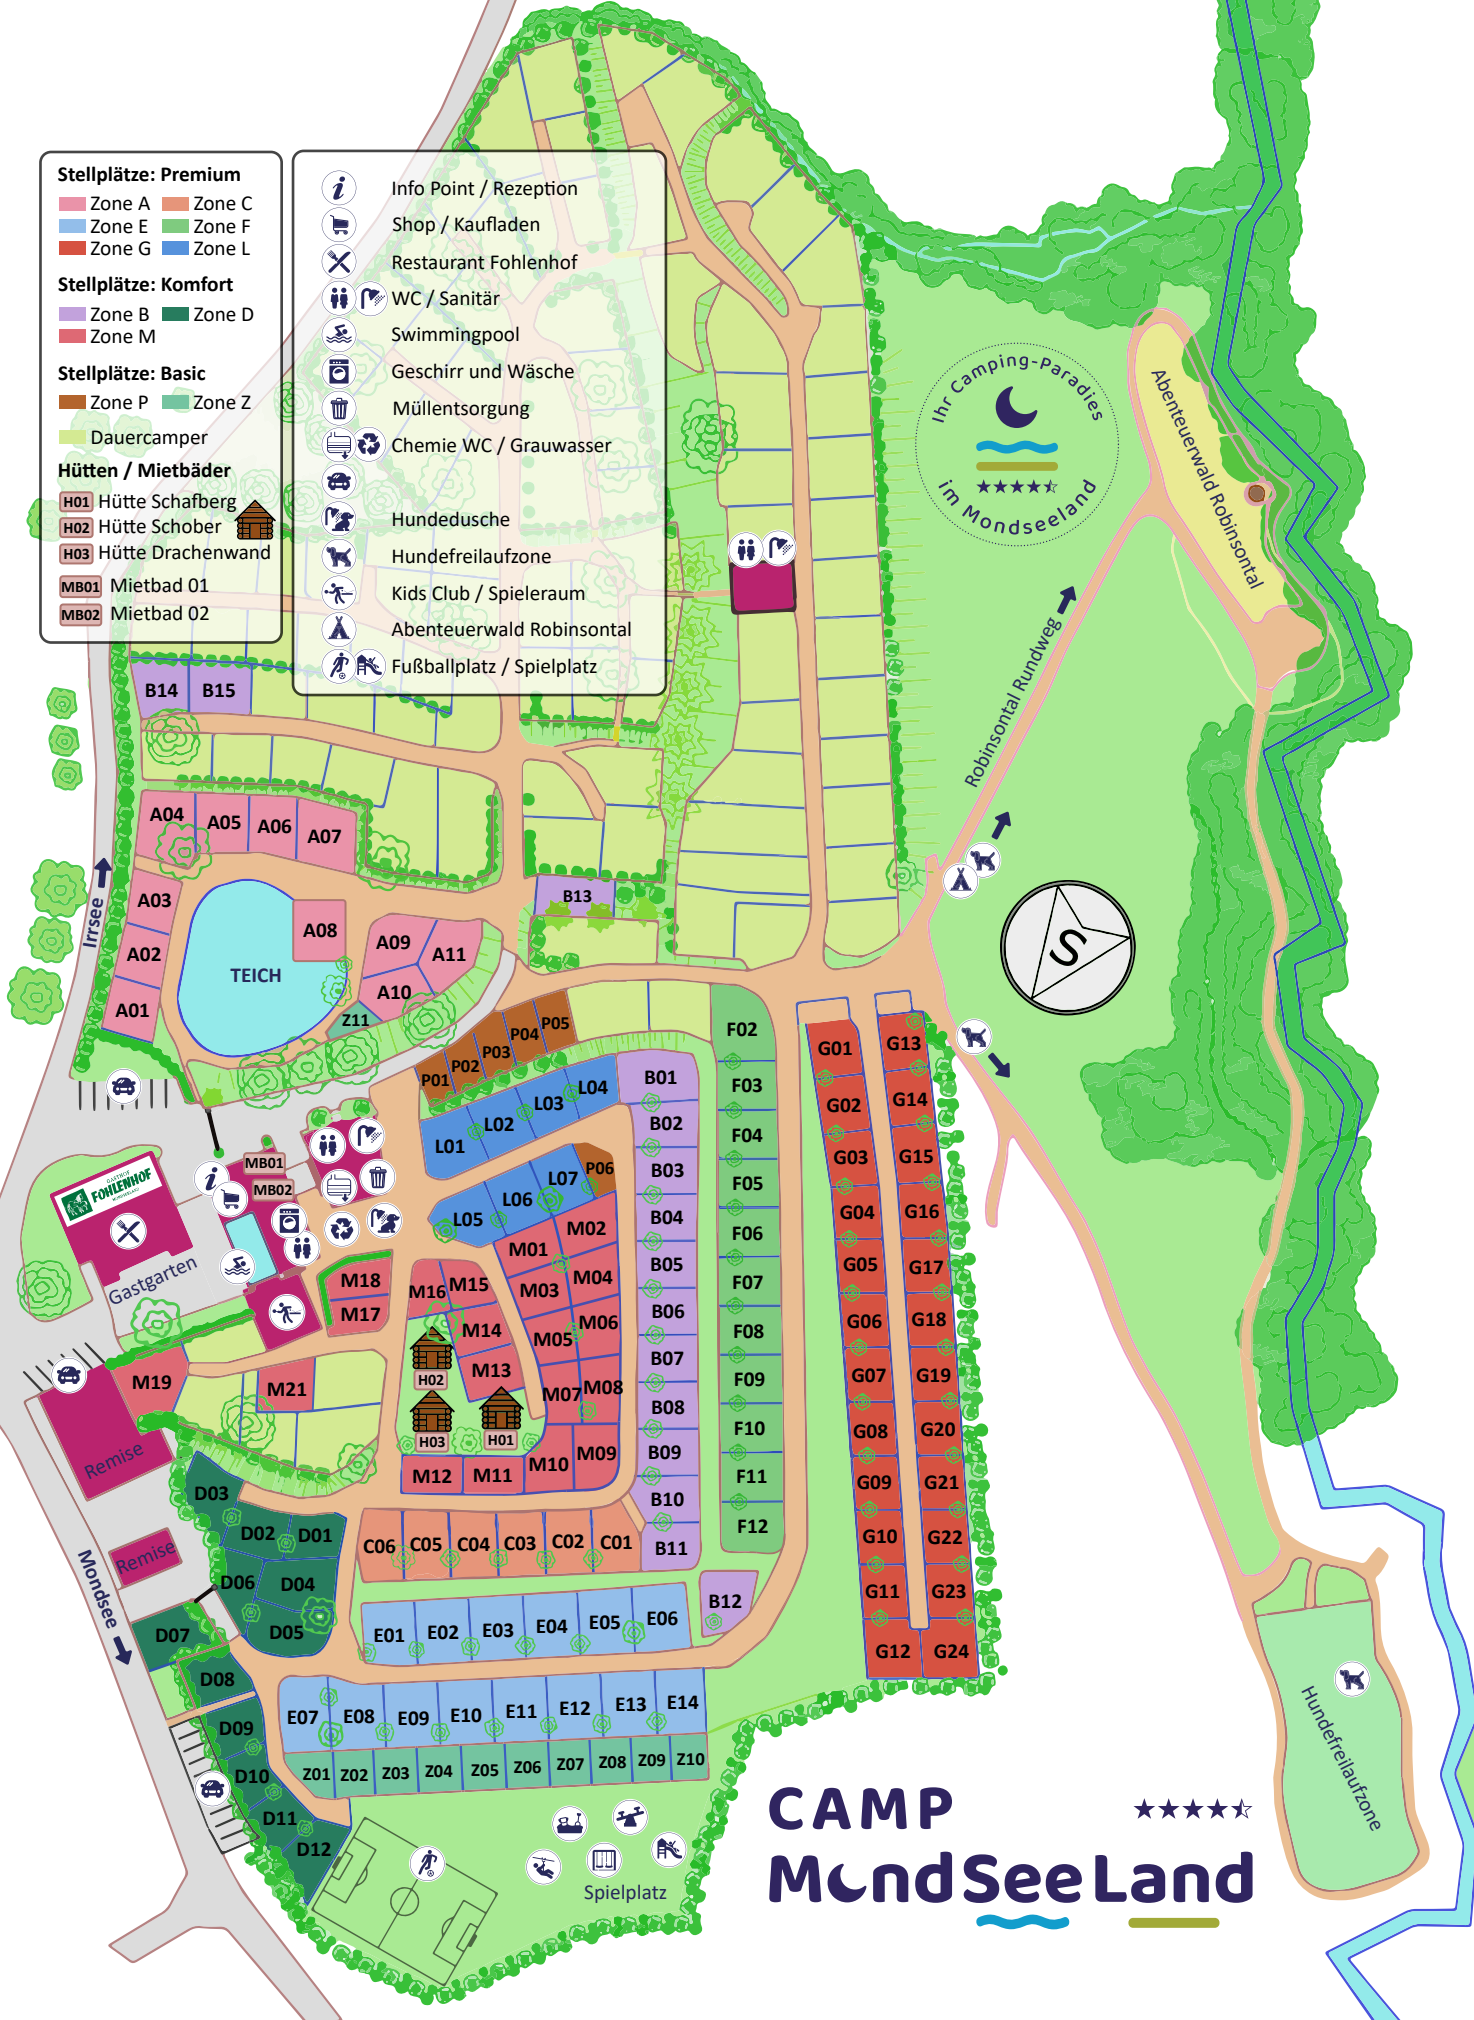 Stellplätze: Premium
Zone A
Zone C
Zone E
Zone F
Zone G
Zone L
Stellplätze: Komfort
Zone B
Zone D
Zone M
Stellplätze: Basic
Zone P
Zone Z
Dauercamper
Hütten / Mietbäder
H01 Hütte Schafberg
H02 Hütte Schober
H03 Hütte Drachenwand
MB01 Mietbad 01
MB02 Mietbad 02
Info Point / Rezeption
Shop / Kaufladen
Restaurant Fohlenhof
WC / Sanitär
Swimmingpool
Geschirr und Wäsche
Müllentsorgung
Chemie WC / Grauwasser
Hundedusche
Hundefreilaufzone
Kids Club / Spieleraum
Abenteuerwald Robinsontal
Fußballplatz / Spielplatz
Ihr Camping-Paradies
im Mondseeland
Abenteuerwald Robinsontal
Robinsontal Rundweg
B14
B15
A04
A05
A06
A07
A03
A02
A01
A08
A09
A11
A10
Z11
TEICH
Irrsee
B13
S
P01
P02
P03
P04
P05
L01
L02
L03
L04
L05
L06
L07
P06
B01
B02
B03
B04
B05
B06
B07
B08
B09
B10
B11
B12
F02
F03
F04
F05
F06
F07
F08
F09
F10
F11
F12
G01
G02
G03
G04
G05
G06
G07
G08
G09
G10
G11
G12
G13
G14
G15
G16
G17
G18
G19
G20
G21
G22
G23
G24
MB01
MB02
GASTHOF
FOHLENHOF
Gastgarten
M01
M02
M03
M04
M05
M06
M07
M08
M09
M10
M11
M12
M13
M14
M15
M16
M17
M18
M19
M21
H02
H03
H01
Remise
Remise
Mondsee
D03
D02
D01
D06
D04
D05
D07
D08
D09
D10
D11
D12
C06
C05
C04
C03
C02
C01
E01
E02
E03
E04
E05
E06
E07
E08
E09
E10
E11
E12
E13
E14
Z01
Z02
Z03
Z04
Z05
Z06
Z07
Z08
Z09
Z10
Spielplatz
Hundefreilaufzone
CAMP
MondSeeLand